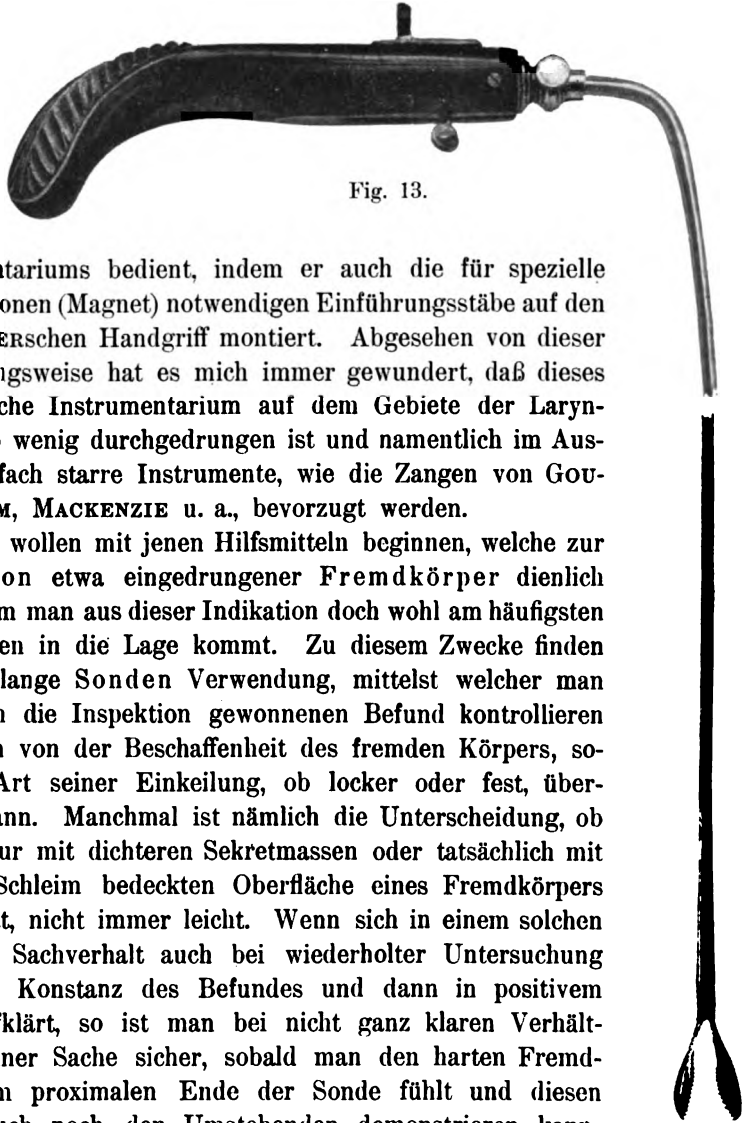 Fig. 13.
ntariums bedient, indem er auch die für spezielle
onen (Magnet) notwendigen Einführungsstäbe auf den
ERschen Handgriff montiert. Abgesehen von dieser
ngsweise hat es mich immer gewundert, daß dieses
che Instrumentarium auf dem Gebiete der Laryn-
wenig durchgedrungen ist und namentlich im Aus-
fach starre Instrumente, wie die Zangen von GOU-
M, MACKENZIE u. a., bevorzugt werden.
wollen mit jenen Hilfsmitteln beginnen, welche zur
on etwa eingedrungener Fremdkörper dienlich
m man aus dieser Indikation doch wohl am häufigsten
en in die Lage kommt. Zu diesem Zwecke finden
lange Sonden Verwendung, mittelst welcher man
die Inspektion gewonnenen Befund kontrollieren
von der Beschaffenheit des fremden Körpers, so-
Art seiner Einkeilung, ob locker oder fest, über-
ann. Manchmal ist nämlich die Unterscheidung, ob
ur mit dichteren Sekretmassen oder tatsächlich mit
Schleim bedeckten Oberfläche eines Fremdkörpers
t, nicht immer leicht. Wenn sich in einem solchen
Sachverhalt auch bei wiederholter Untersuchung
Konstanz des Befundes und dann in positivem
klärt, so ist man bei nicht ganz klaren Verhält-
ner Sache sicher, sobald man den harten Fremd-
m proximalen Ende der Sonde fühlt und diesen
noch den Umstehenden demonstrieren kann.